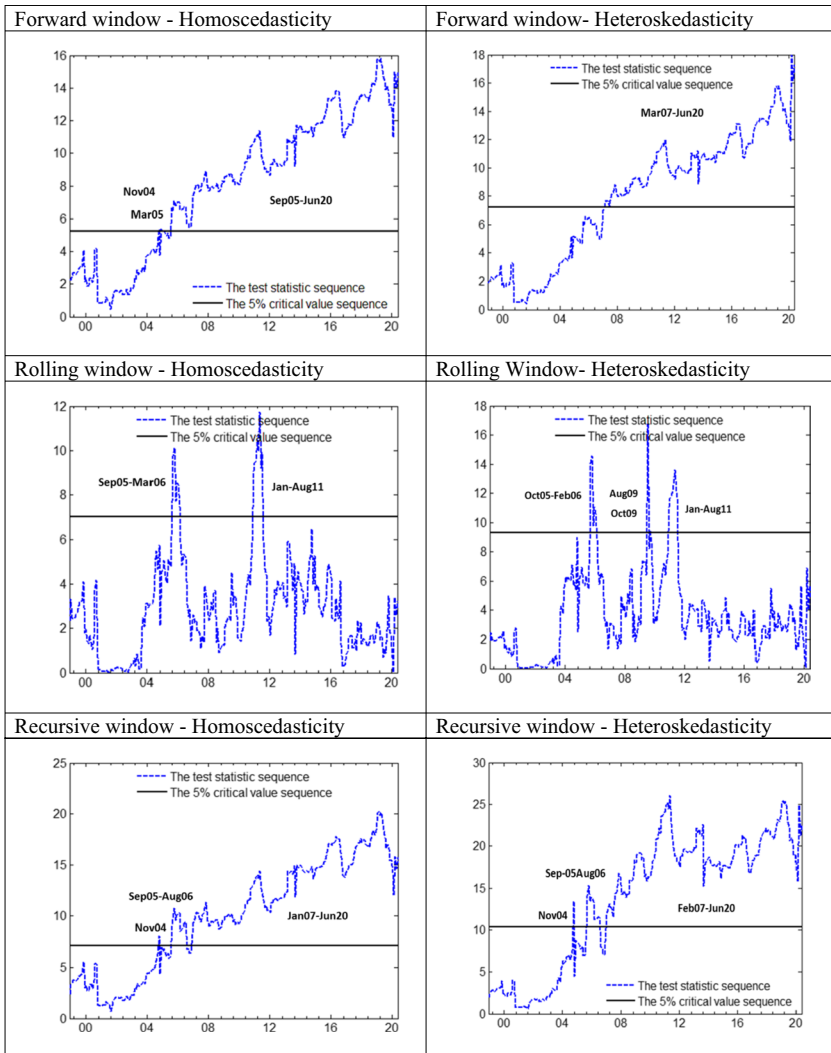 Forward window - Homoscedasticity
Forward window- Heteroskedasticity
16
14
12
10
8
6
4
2
0
Nov04
Mar05
Sep05-Jun20
The test statistic sequence
The 5% critical value sequence
00 04 08 12 16 20
18
16
14
12
10
8
6
4
2
0
The test statistic sequence
The 5% critical value sequence
Mar07-Jun20
00 04 08 12 16 20
Rolling window - Homoscedasticity
Rolling Window- Heteroskedasticity
12
10
8
6
4
2
0
The test statistic sequence
The 5% critical value sequence
Sep05-Mar06
Jan-Aug11
00 04 08 12 16 20
18
16
14
12
10
8
6
4
2
0
The test statistic sequence
The 5% critical value sequence
Oct05-Feb06
Aug09
Oct09
Jan-Aug11
00 04 08 12 16 20
Recursive window - Homoscedasticity
Recursive window - Heteroskedasticity
25
20
15
10
5
0
The test statistic sequence
The 5% critical value sequence
Sep05-Aug06
Nov04
Jan07-Jun20
00 04 08 12 16 20
30
25
20
15
10
5
0
Sep-05Aug06
Nov04
Feb07-Jun20
The test statistic sequence
The 5% critical value sequence
00 04 08 12 16 20